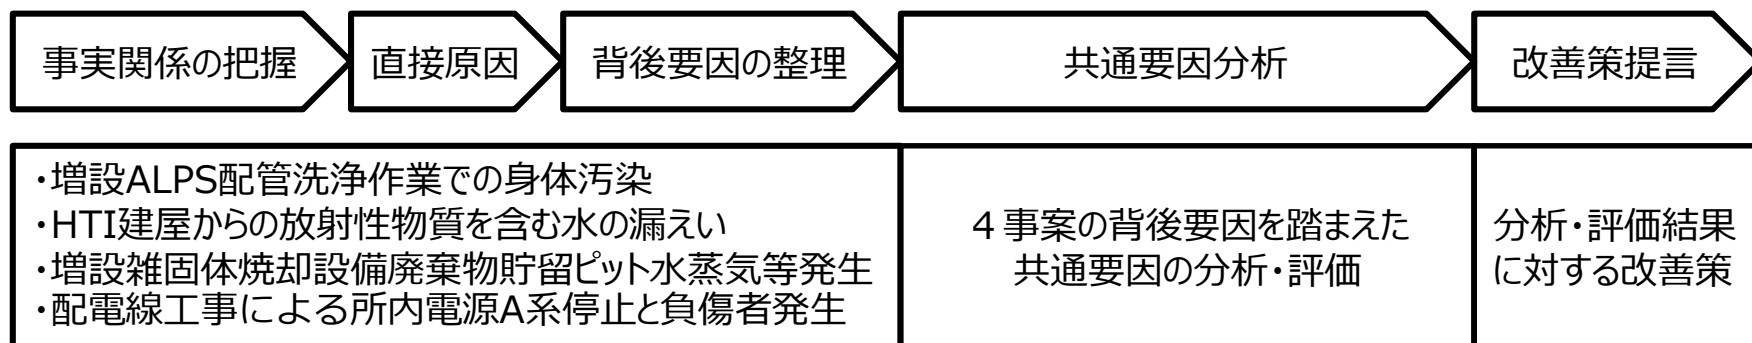 事実関係の把握
直接原因
背後要因の整理
共通要因分析
改善策提言
・増設ALPS配管洗浄作業での身体汚染
・HTI建屋からの放射性物質を含む水の漏えい
・増設雑固体焼却設備廃棄物貯留ピット水蒸気等発生
・配電線工事による所内電源A系停止と負傷者発生
４事案の背後要因を踏まえた
共通要因の分析・評価
分析・評価結果
に対する改善策